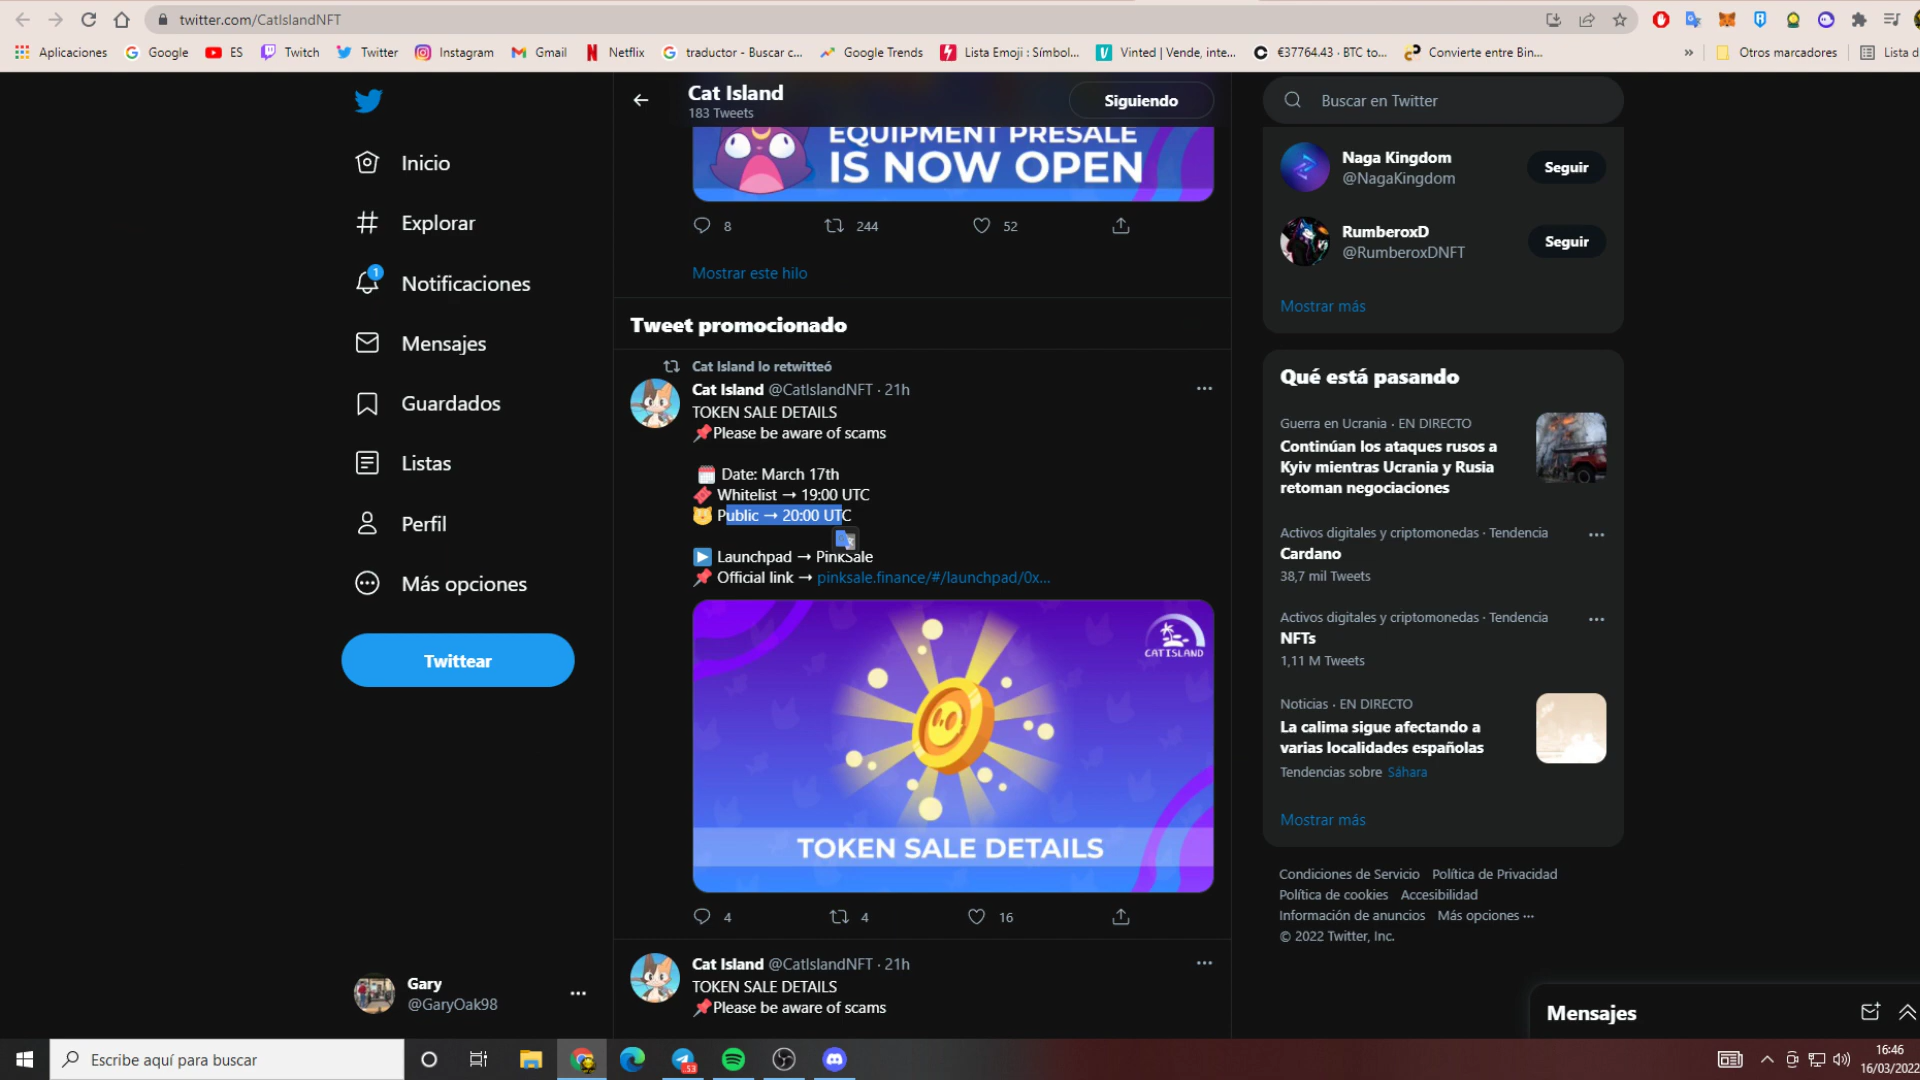 twitter.com/CatIslandNFT
Aplicaciones
Google
ES
Twitch
Twitter
Instagram
Gmail
Netflix
traductor - Buscar c...
Google Trends
Lista Emoji : Símbol...
Vinted | Vende, inte...
€37764.43 · BTC to...
Convierte entre Bin...
»
Otros marcadores
Lista d
Inicio
Explorar
1
Notificaciones
Mensajes
Guardados
Listas
Perfil
Más opciones
Twittear
Gary
@GaryOak98
Cat Island
183 Tweets
Siguiendo
EQUIPMENT PRESALE
IS NOW OPEN
8
244
52
Mostrar este hilo
Tweet promocionado
Cat Island lo retwitteó
Cat Island @CatIslandNFT · 21h
TOKEN SALE DETAILS
📌Please be aware of scams
🗓 Date: March 17th
🎟 Whitelist → 19:00 UTC
🐱 Public → 20:00 UTC
▶️ Launchpad → PinkSale
📌 Official link → pinksale.finance/#/launchpad/0x...
CATISLAND
TOKEN SALE DETAILS
4
4
16
Cat Island @CatIslandNFT · 21h
TOKEN SALE DETAILS
📌Please be aware of scams
Buscar en Twitter
Naga Kingdom
@NagaKingdom
Seguir
RumberoxD
@RumberoxDNFT
Seguir
Mostrar más
Qué está pasando
Guerra en Ucrania · EN DIRECTO
Continúan los ataques rusos a
Kyiv mientras Ucrania y Rusia
retoman negociaciones
Activos digitales y criptomonedas · Tendencia
Cardano
38,7 mil Tweets
Activos digitales y criptomonedas · Tendencia
NFTs
1,11 M Tweets
Noticias · EN DIRECTO
La calima sigue afectando a
varias localidades españolas
Tendencias sobre Sáhara
Mostrar más
Condiciones de Servicio Política de Privacidad
Política de cookies Accesibilidad
Información de anuncios Más opciones ···
© 2022 Twitter, Inc.
Mensajes
Escribe aquí para buscar
53
16:46
16/03/2022